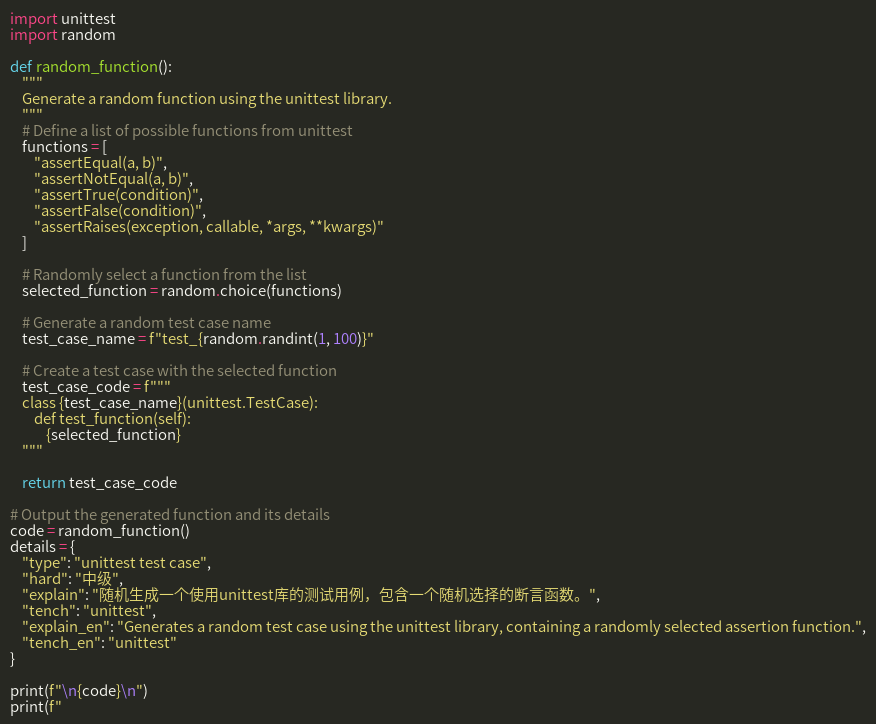 import unittest
import random
def random_function():
    """
    Generate a random function using the unittest library.
    """
    # Define a list of possible functions from unittest
    functions = [
        "assertEqual(a, b)",
        "assertNotEqual(a, b)",
        "assertTrue(condition)",
        "assertFalse(condition)",
        "assertRaises(exception, callable, *args, **kwargs)"
    ]
    # Randomly select a function from the list
    selected_function = random.choice(functions)
    # Generate a random test case name
    test_case_name = f"test_{random.randint(1, 100)}"
    # Create a test case with the selected function
    test_case_code = f"""
    class {test_case_name}(unittest.TestCase):
        def test_function(self):
            {selected_function}
    """
    return test_case_code
# Output the generated function and its details
code = random_function()
details = {
    "type": "unittest test case",
    "hard": "中级",
    "explain": "随机生成一个使用unittest库的测试用例，包含一个随机选择的断言函数。",
    "tench": "unittest",
    "explain_en": "Generates a random test case using the unittest library, containing a randomly selected assertion function.",
    "tench_en": "unittest"
}
print(f"\n{code}\n")
print(f"